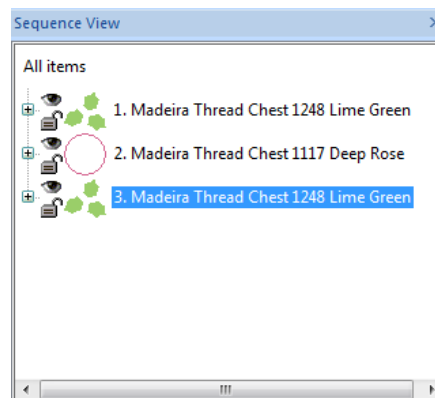 Sequence View
All items
1. Madeira Thread Chest 1248 Lime Green
2. Madeira Thread Chest 1117 Deep Rose
3. Madeira Thread Chest 1248 Lime Green